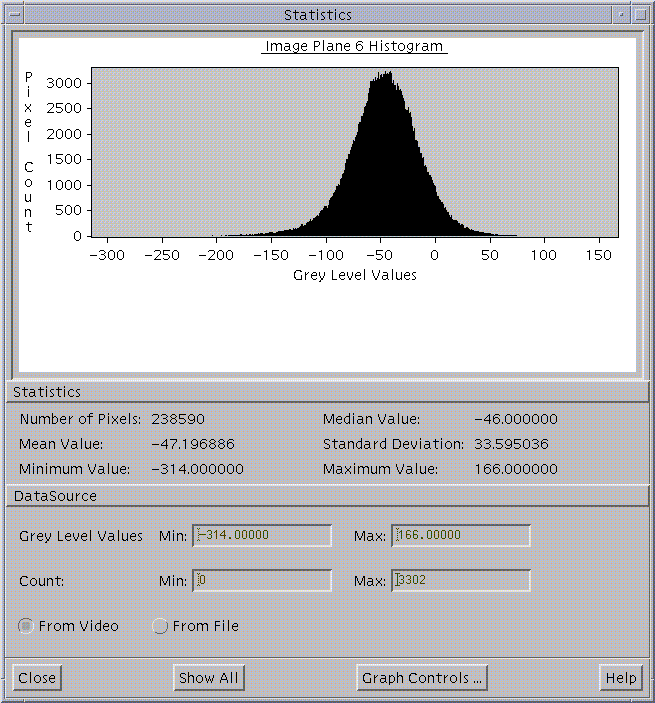 Statistics
Image Plane 6 Histogram
Pixel Count
3000
2500
2000
1500
1000
500
0
−300 −250 −200 −150 −100 −50 0 50 100 150
Grey Level Values
Statistics
Number of Pixels: 238590 Median Value: −46.000000
Mean Value: −47.196886 Standard Deviation: 33.595036
Minimum Value: −314.000000 Maximum Value: 166.000000
DataSource
Grey Level Values Min: −314.00000 Max: 166.00000
Count: Min: 0 Max: 3302
From Video From File
Close Show All Graph Controls ... Help